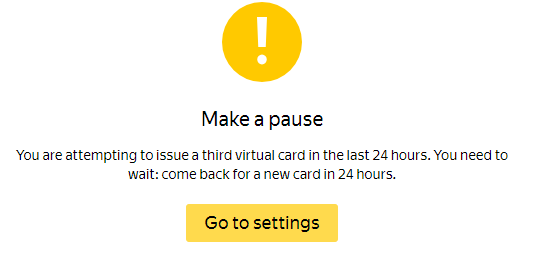 !
Make a pause
You are attempting to issue a third virtual card in the last 24 hours. You need to
wait: come back for a new card in 24 hours.
Go to settings